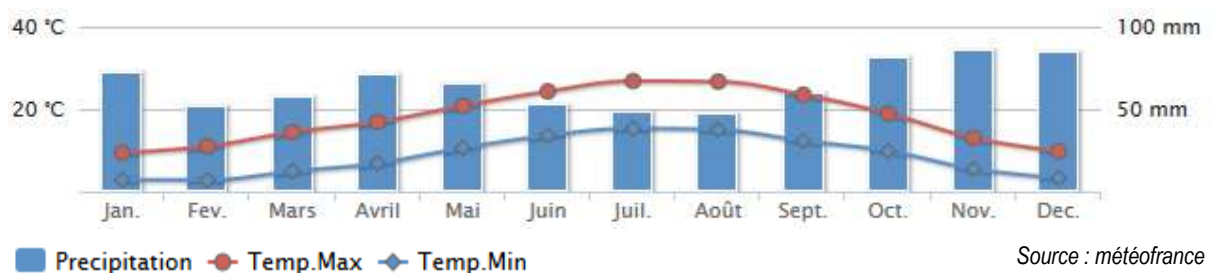 40 °C 100 mm
20 °C 50 mm
Jan. Fev. Mars Avril Mai Juin Juil. Août Sept. Oct. Nov. Dec.
Precipitation Temp.Max Temp.Min
Source : météofrance